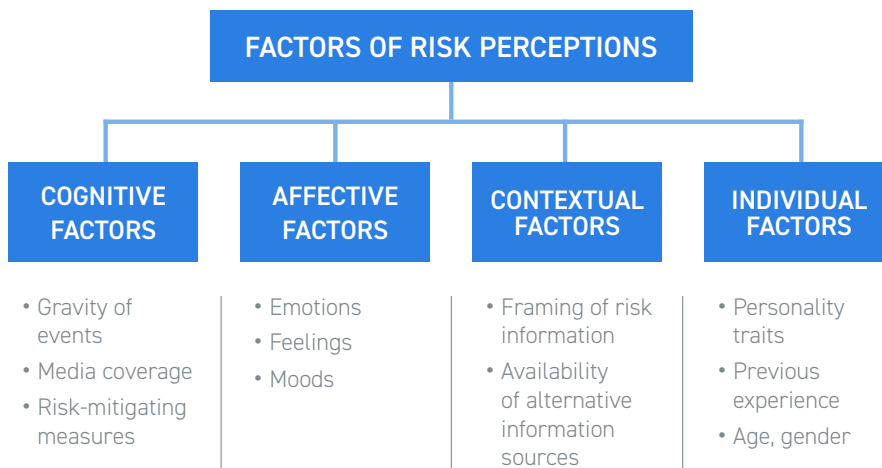 FACTORS OF RISK PERCEPTIONS
COGNITIVE
FACTORS
• Gravity of
events
• Media coverage
• Risk-mitigating
measures
AFFECTIVE
FACTORS
• Emotions
• Feelings
• Moods
CONTEXTUAL
FACTORS
• Framing of risk
information
• Availability
of alternative
information
sources
INDIVIDUAL
FACTORS
• Personality
traits
• Previous
experience
• Age, gender